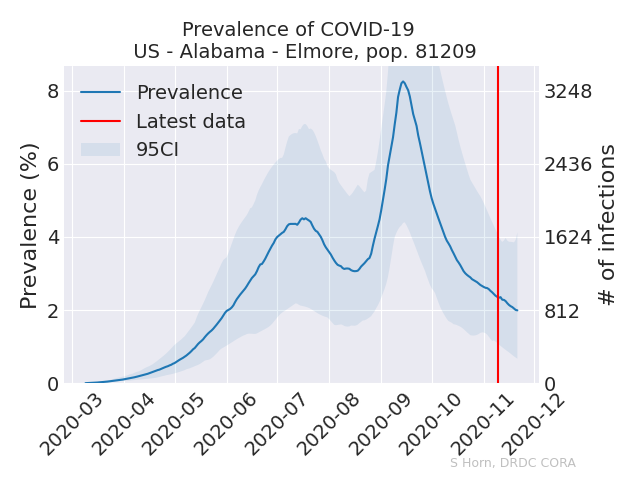 Prevalence of COVID-19
US - Alabama - Elmore, pop. 81209
Prevalence
Latest data
95CI
Prevalence (%)
8
6
4
2
0
3248
2436
1624
812
0
# of infections
2020-03
2020-04
2020-05
2020-06
2020-07
2020-08
2020-09
2020-10
2020-11
2020-12
S Horn, DRDC CORA